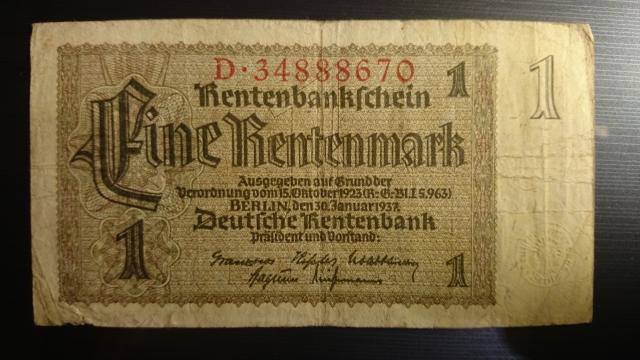 D·34888670
1
1
Rentenbankschein
Eine Rentenmark
Ausgegeben auf Grund der
Verordnung vom 15. Oktober 1923 (R·G·Bl.I S.963)
BERLIN, den 30. Januar 1937
Deutsche Rentenbank
Präsident und Vorstand:
1
1